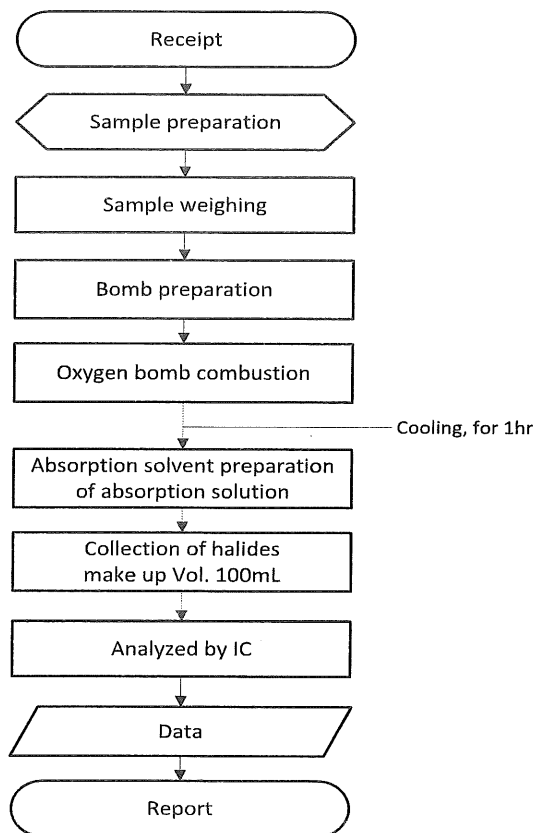 Receipt
Sample preparation
Sample weighing
Bomb preparation
Oxygen bomb combustion
Cooling, for 1hr
Absorption solvent preparation
of absorption solution
Collection of halides
make up Vol. 100mL
Analyzed by IC
Data
Report